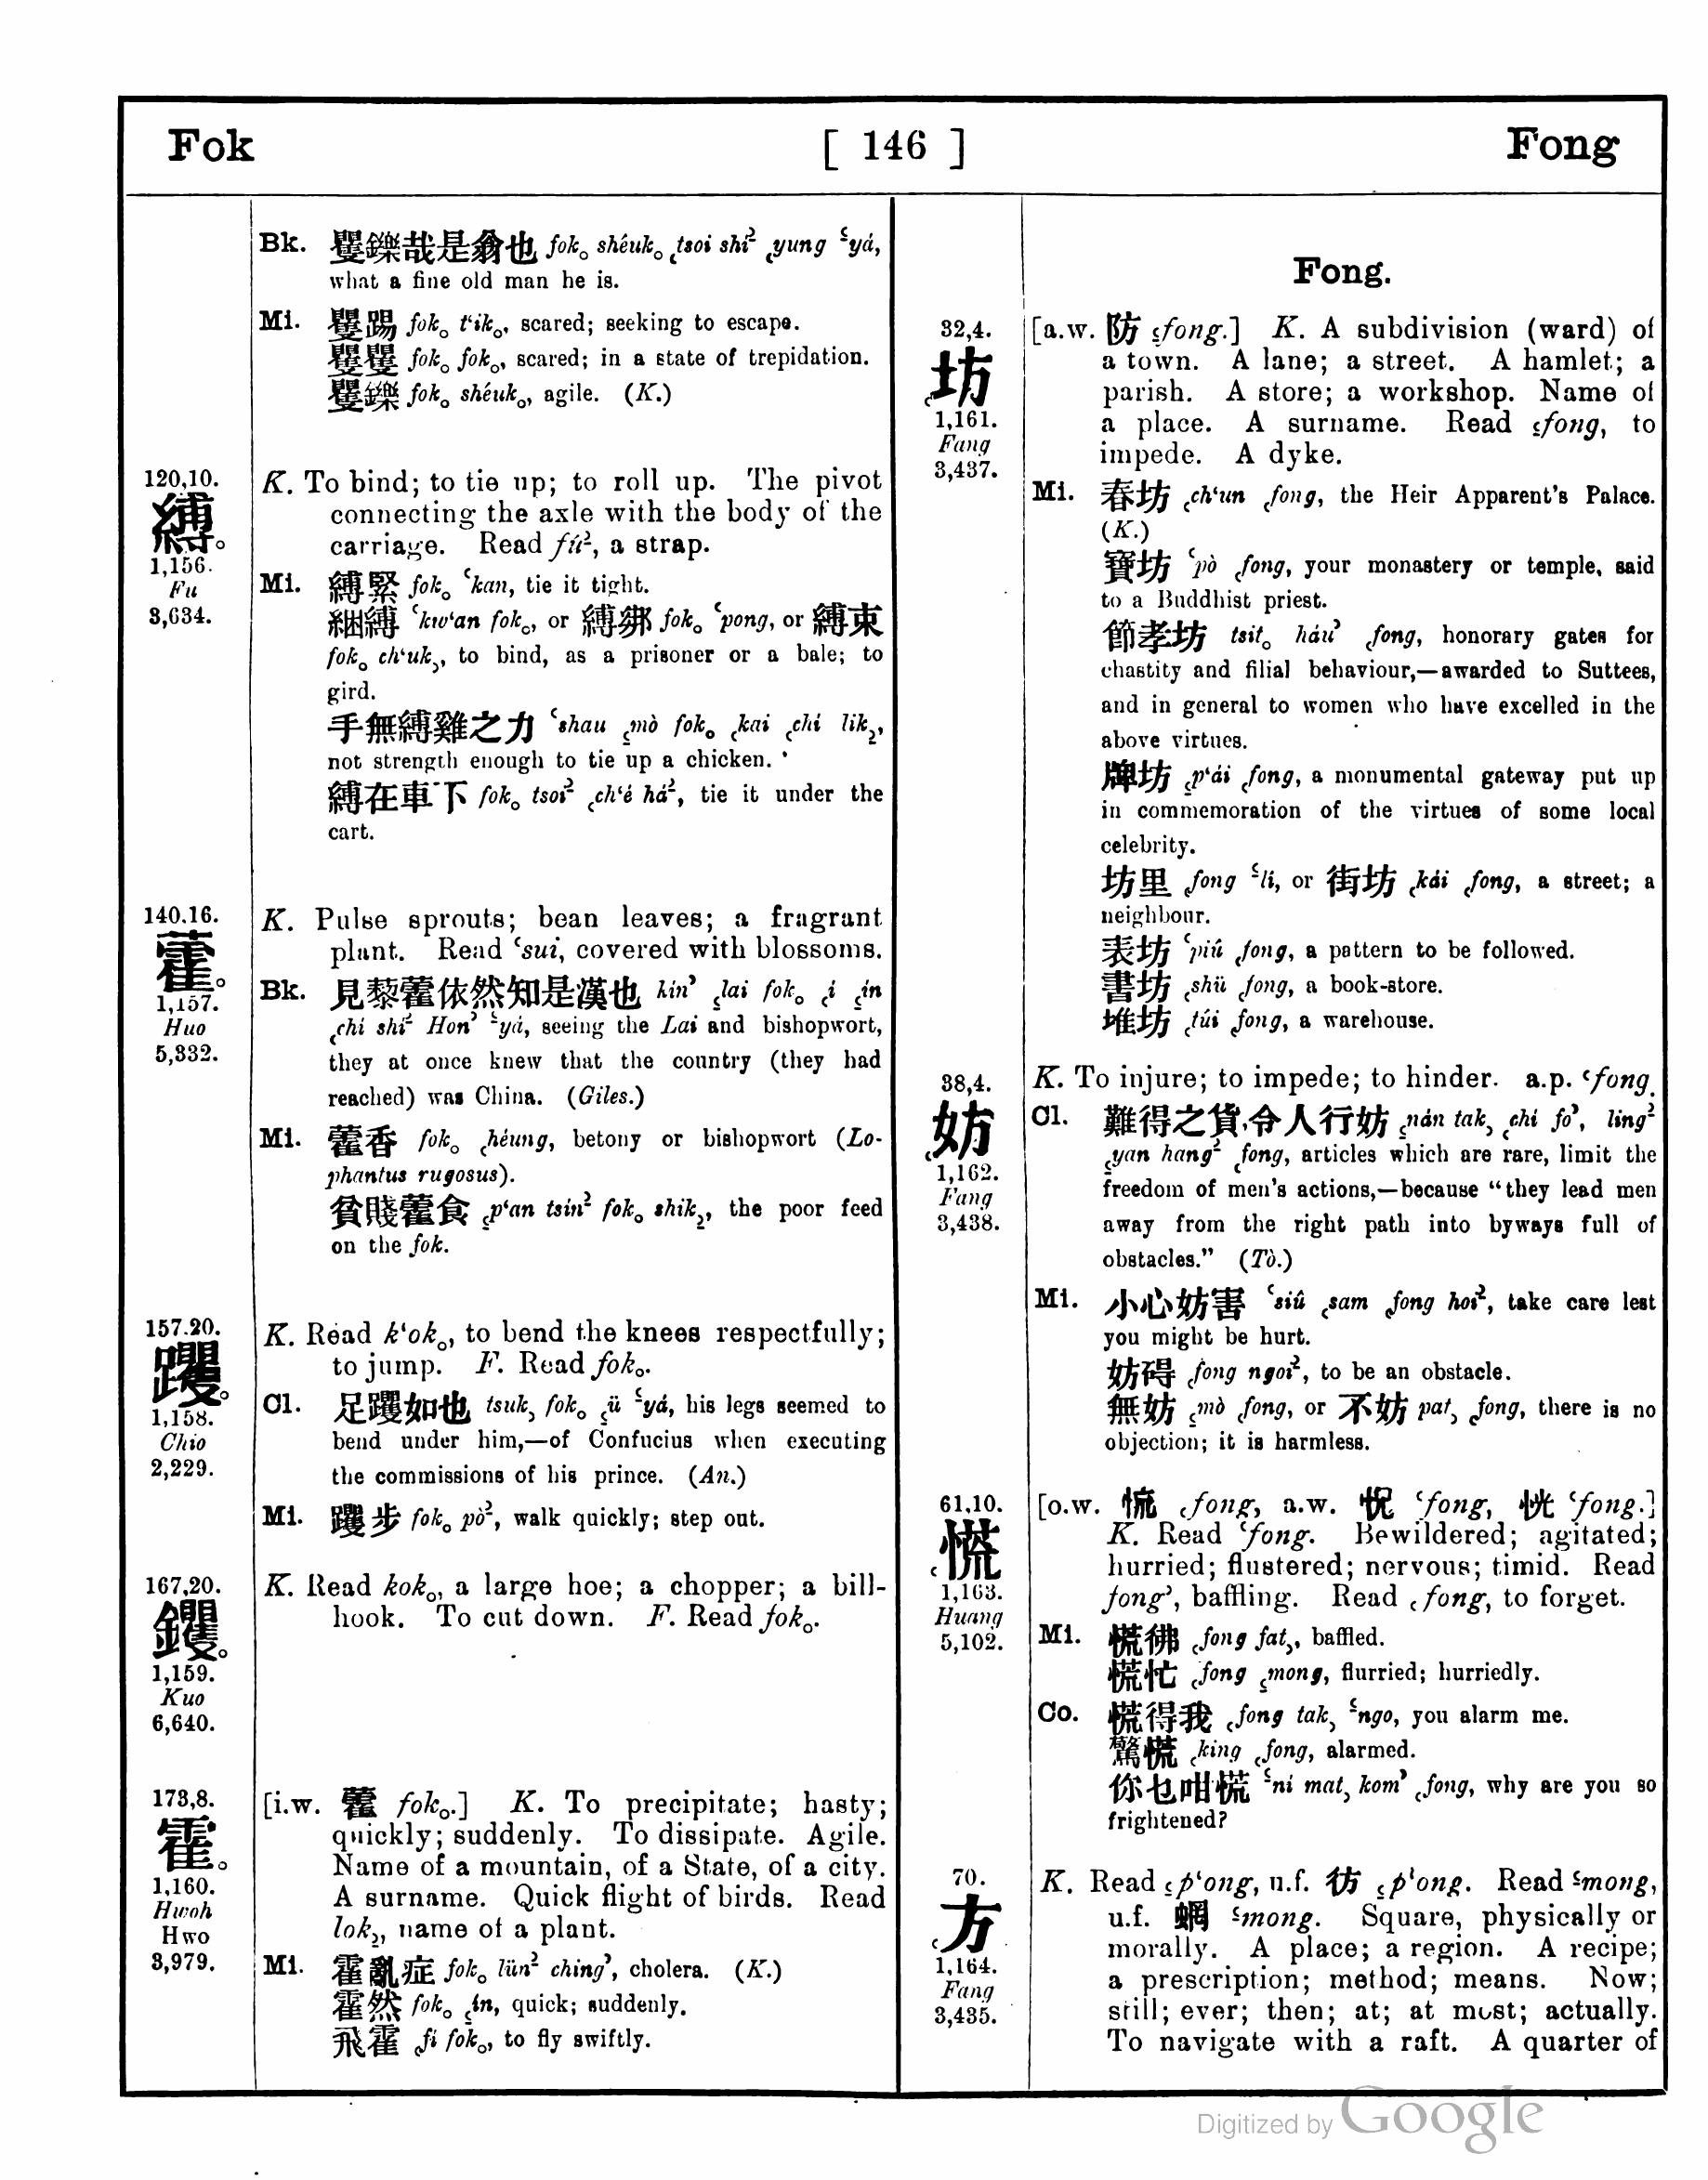 Fok
[ 146 ]
Fong
Bk. 矍鑠哉是翁也 fok。 shéuk。 ꜀tsoi shi² ꜀yung ꜃yá,
what a fine old man he is.
Mi. 矍踼 fok。 t‘ik。, scared; seeking to escape.
矍矍 fok。 fok。, scared; in a state of trepidation.
矍鑠 fok。 shéuk。, agile. (K.)
120,10.
縛。
1,156.
Fu
3,634.
K. To bind; to tie up; to roll up. The pivot
connecting the axle with the body of the
carriage. Read fú², a strap.
Mi. 縛緊 fok。 ꜂kan, tie it tight.
綑縛 ꜂kw‘an fok。, or 縛綁 fok。 ꜂pong, or 縛束
fok。 ch‘uk꜆, to bind, as a prisoner or a bale; to
gird.
手無縛雞之力 ꜂shau ꜁mò fok。 ꜀kai ꜀chí lik꜇,
not strength enough to tie up a chicken.
縛在車下 fok。 tsoi² ꜀ch‘é há², tie it under the
cart.
140.16.
藿。
1,157.
Huo
5,332.
K. Pulse sprouts; bean leaves; a fragrant
plant. Read ꜂sui, covered with blossoms.
Bk. 見藜藿依然知是漢也 kin꜄ ꜁lai fok。 ꜀i ꜁in
꜀chi shi² Hon꜄ ꜃yá, seeing the Lai and bishopwort,
they at once knew that the country (they had
reached) was China. (Giles.)
Mi. 藿香 fok。 ꜀héung, betony or bishopwort (Lo-
phantus rugosus).
貧賤藿食 ꜁p‘an tsin² fok。 shik꜇, the poor feed
on the fok.
157.20.
躩。
1,158.
Chio
2,229.
K. Read k‘ok。, to bend the knees respectfully;
to jump. F. Read fok。.
Cl. 足躩如也 tsuk꜆ fok。 ꜁ü ꜃yá, his legs seemed to
bend under him,—of Confucius when executing
the commissions of his prince. (An.)
Mi. 躩步 fok。 pò², walk quickly; step out.
167,20.
钁。
1,159.
Kuo
6,640.
K. Read kok。, a large hoe; a chopper; a bill-
hook. To cut down. F. Read fok。.
173,8.
霍。
1,160.
Hwoh
Hwo
3,979.
[i.w. 藿 fok。.] K. To precipitate; hasty;
quickly; suddenly. To dissipate. Agile.
Name of a mountain, of a State, of a city.
A surname. Quick flight of birds. Read
lok꜇, name of a plant.
Mi. 霍亂症 fok。 lün² ching꜄, cholera. (K.)
霍然 fok。 ꜁in, quick; suddenly.
飛霍 ꜀fi fok。, to fly swiftly.
Fong.
32,4.
꜀坊
1,161.
Fang
3,437.
[a.w. 防 ꜁fong.] K. A subdivision (ward) of
a town. A lane; a street. A hamlet; a
parish. A store; a workshop. Name of
a place. A surname. Read ꜁fong, to
impede. A dyke.
Mi. 春坊 ꜀ch‘un ꜀fong, the Heir Apparent's Palace.
(K.)
寶坊 ꜂pò ꜀fong, your monastery or temple, said
to a Buddhist priest.
節孝坊 tsit。 háu꜄ ꜀fong, honorary gates for
chastity and filial behaviour,—awarded to Suttees,
and in general to women who have excelled in the
above virtues.
牌坊 ꜁p‘ái ꜀fong, a monumental gateway put up
in commemoration of the virtues of some local
celebrity.
坊里 ꜀fong ꜃li, or 街坊 ꜀kái ꜀fong, a street; a
neighbour.
表坊 ꜂piú ꜀fong, a pattern to be followed.
書坊 ꜀shü ꜀fong, a book-store.
堆坊 ꜀túi ꜀fong, a warehouse.
38,4.
꜀妨
1,162.
Fang
3,438.
K. To injure; to impede; to hinder. a.p. ꜂fong.
Cl. 難得之貨,令人行妨 ꜁nán tak꜆ ꜀chí fo꜄, ling²
꜁yan hang² ꜀fong, articles which are rare, limit the
freedom of men's actions,—because “they lead men
away from the right path into byways full of
obstacles.” (Tò.)
Mi. 小心妨害 ꜂siú ꜀sam ꜀fong hoi², take care lest
you might be hurt.
妨碍 ꜀fong ngoi², to be an obstacle.
無妨 ꜁mò ꜀fong, or 不妨 pat꜆ ꜀fong, there is no
objection; it is harmless.
61,10.
꜀慌
1,163.
Huang
5,102.
[o.w. 㤺 ꜀fong, a.w. 怳 ꜂fong, 恍 ꜂fong.]
K. Read ꜂fong. Bewildered; agitated;
hurried; flustered; nervous; timid. Read
fong꜄, baffling. Read ꜀fong, to forget.
Mi. 慌彿 ꜀fong fat꜆, baffled.
慌忙 ꜀fong ꜁mong, flurried; hurriedly.
Co. 慌得我 ꜀fong tak꜆ ꜃ngo, you alarm me.
驚慌 ꜀king ꜀fong, alarmed.
你乜咁慌 ꜃ni mat꜆ kom꜄ ꜀fong, why are you so
frightened?
70.
꜀方
1,164.
Fang
3,435.
K. Read ꜁p‘ong, u.f. 彷 ꜁p‘ong. Read ꜃mong,
u.f. 蝄 ꜃mong. Square, physically or
morally. A place; a region. A recipe;
a prescription; method; means. Now;
still; ever; then; at; at most; actually.
To navigate with a raft. A quarter of
Digitized by Google